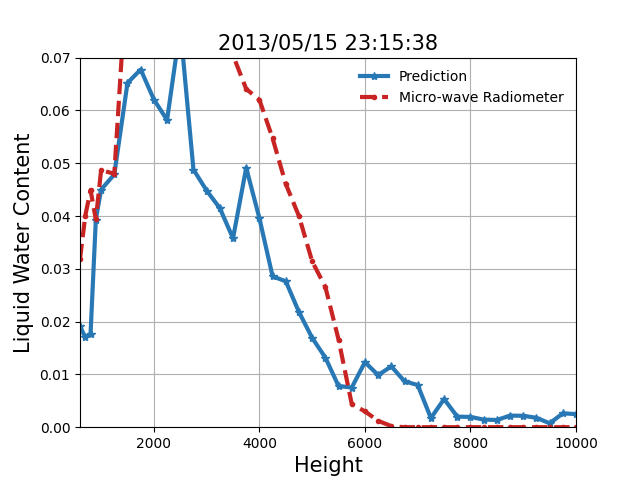 2013/05/15 23:15:38
Prediction
Micro-wave Radiometer
0.07
0.06
0.05
0.04
0.03
0.02
0.01
0.00
Liquid Water Content
2000 4000 6000 8000 10000
Height